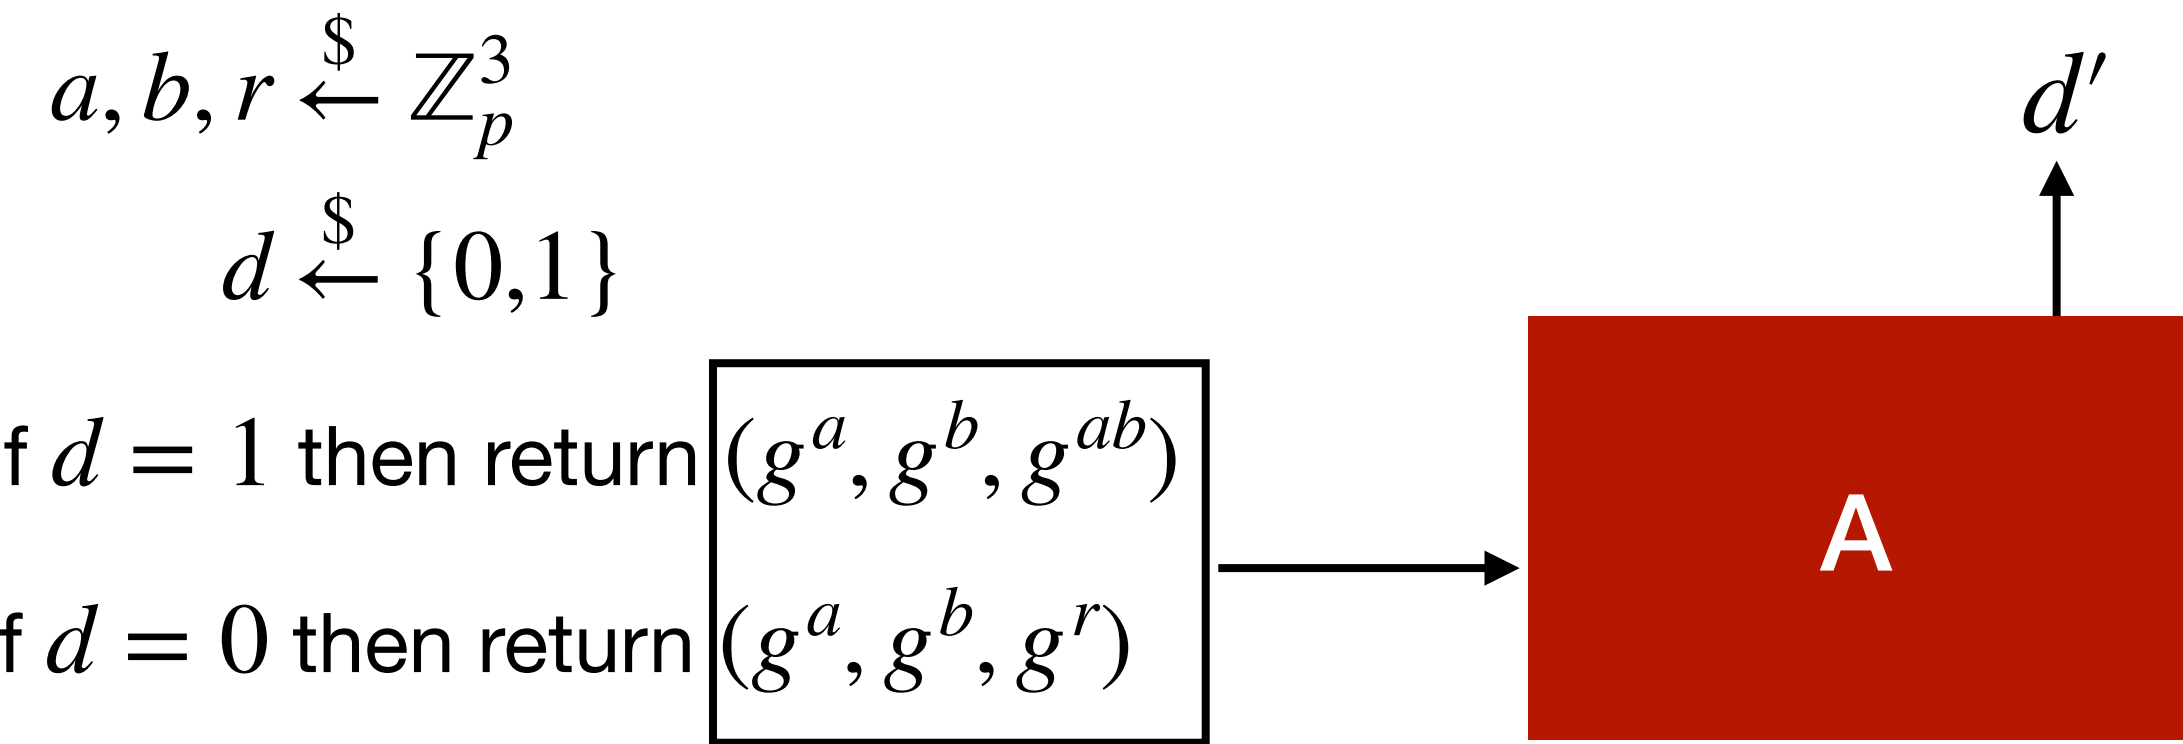 a, b, r $← ℤ_p^3
d′
d $← {0,1}
f d = 1 then return (g^a, g^b, g^{ab})
f d = 0 then return (g^a, g^b, g^r)
A